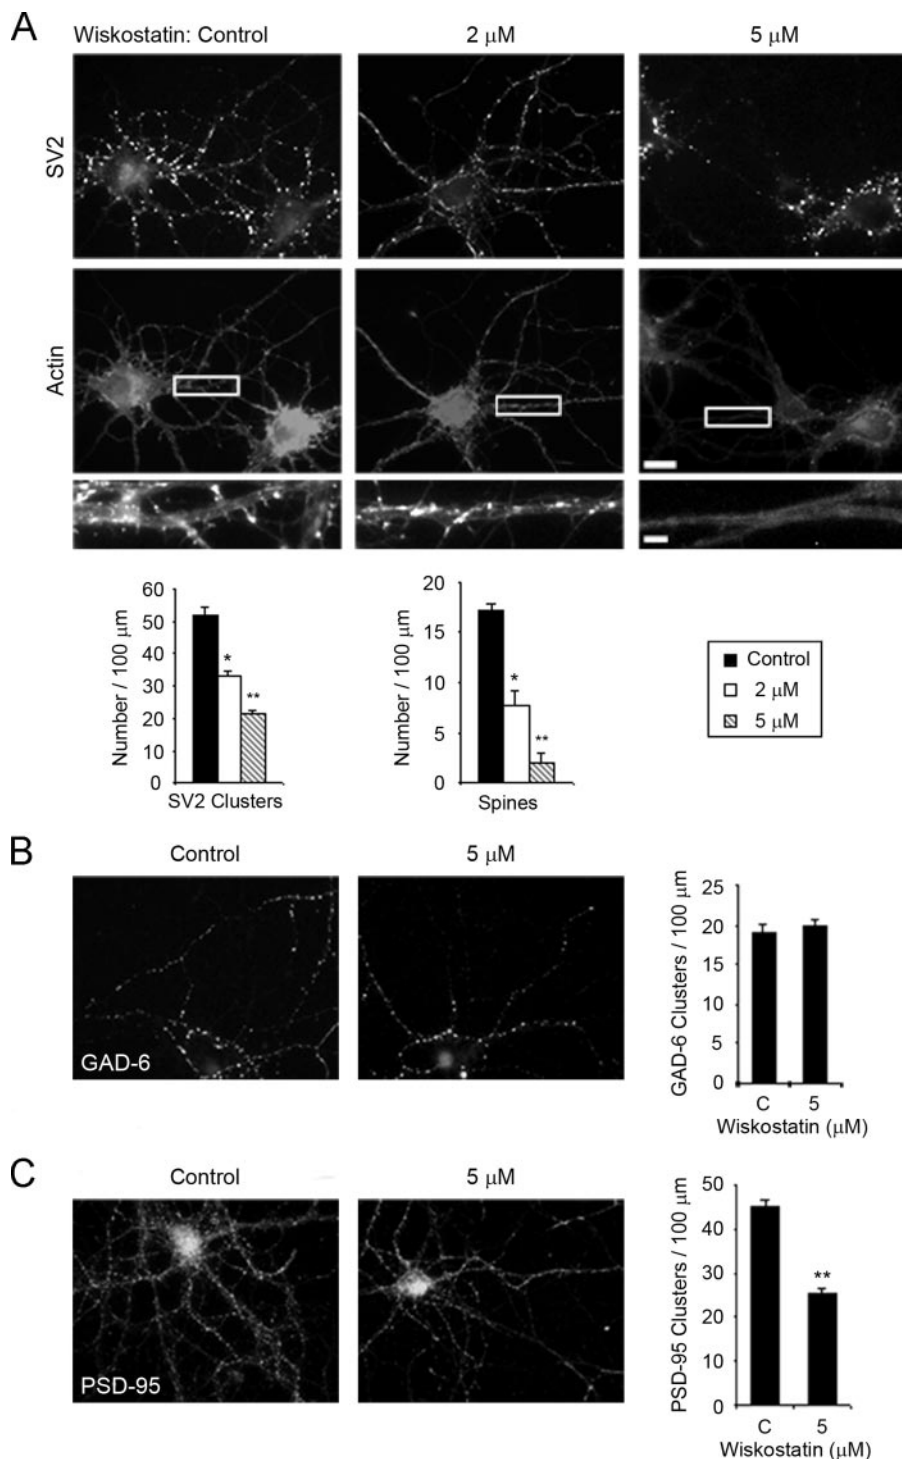 A
Wiskostatin: Control
2 μM
5 μM
SV2
Actin
Number / 100 μm
60
50
40
30
20
10
0
*
**
SV2 Clusters
Number / 100 μm
20
15
10
5
0
*
**
Spines
Control
2 μM
5 μM
B
Control
5 μM
GAD-6
GAD-6 Clusters / 100 μm
25
20
15
10
5
0
C 5
Wiskostatin (μM)
C
Control
5 μM
PSD-95
PSD-95 Clusters / 100 μm
50
40
30
20
10
0
**
C 5
Wiskostatin (μM)